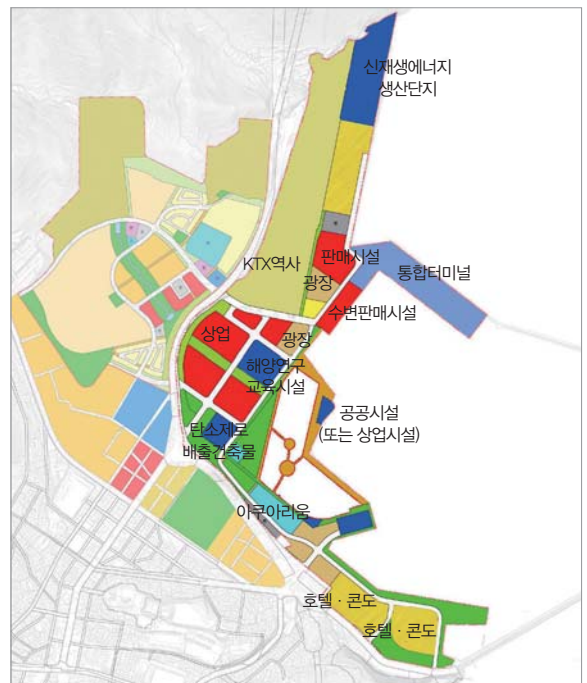 신재생에너지
생산단지
KTX역사
판매시설
통합터미널
광장
수변판매시설
상업
광장
해양연구
교육시설
공공시설
(또는 상업시설)
탄소제로
배출건축물
아쿠아리움
호텔 · 콘도
호텔 · 콘도